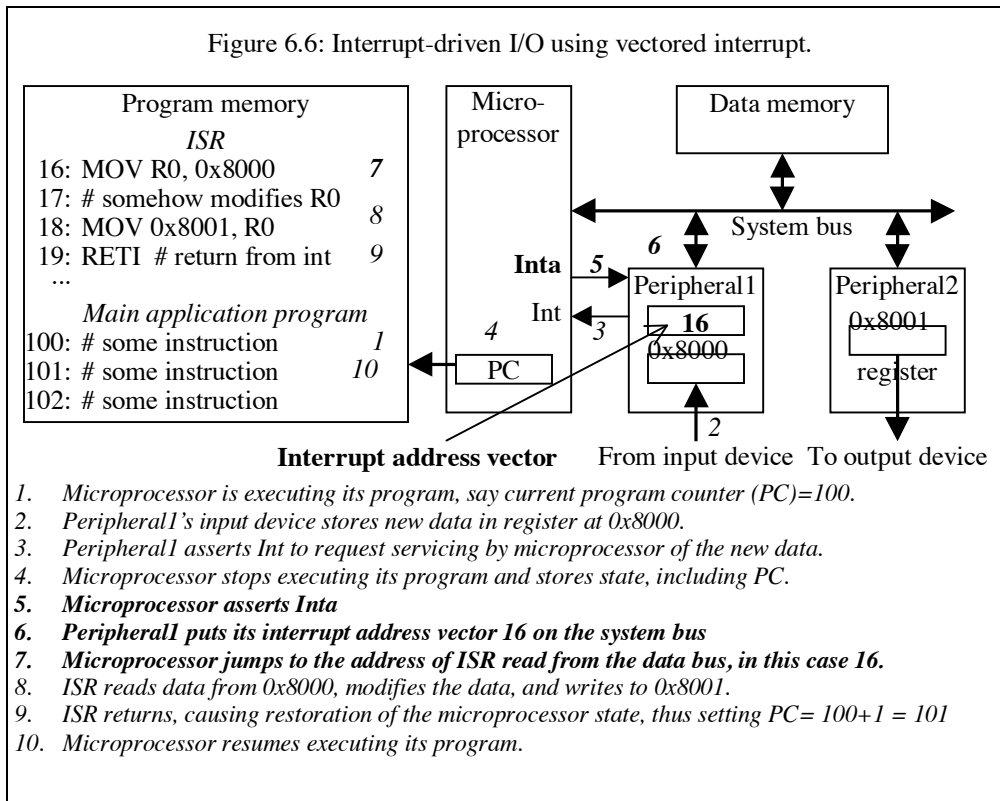 Figure 6.6: Interrupt-driven I/O using vectored interrupt.
Program memory
ISR
16: MOV R0, 0x8000 7
17: # somehow modifies R0
18: MOV 0x8001, R0 8
19: RETI # return from int 9
...
Main application program
100: # some instruction 1
101: # some instruction 10
102: # some instruction
Micro-
processor
Inta
Int
4
PC
5
3
Data memory
System bus
6
Peripheral1
16
0x8000
2
Peripheral2
0x8001
register
Interrupt address vector
From input device
To output device
1. Microprocessor is executing its program, say current program counter (PC)=100.
2. Peripheral1’s input device stores new data in register at 0x8000.
3. Peripheral1 asserts Int to request servicing by microprocessor of the new data.
4. Microprocessor stops executing its program and stores state, including PC.
5. Microprocessor asserts Inta
6. Peripheral1 puts its interrupt address vector 16 on the system bus
7. Microprocessor jumps to the address of ISR read from the data bus, in this case 16.
8. ISR reads data from 0x8000, modifies the data, and writes to 0x8001.
9. ISR returns, causing restoration of the microprocessor state, thus setting PC= 100+1 = 101
10. Microprocessor resumes executing its program.